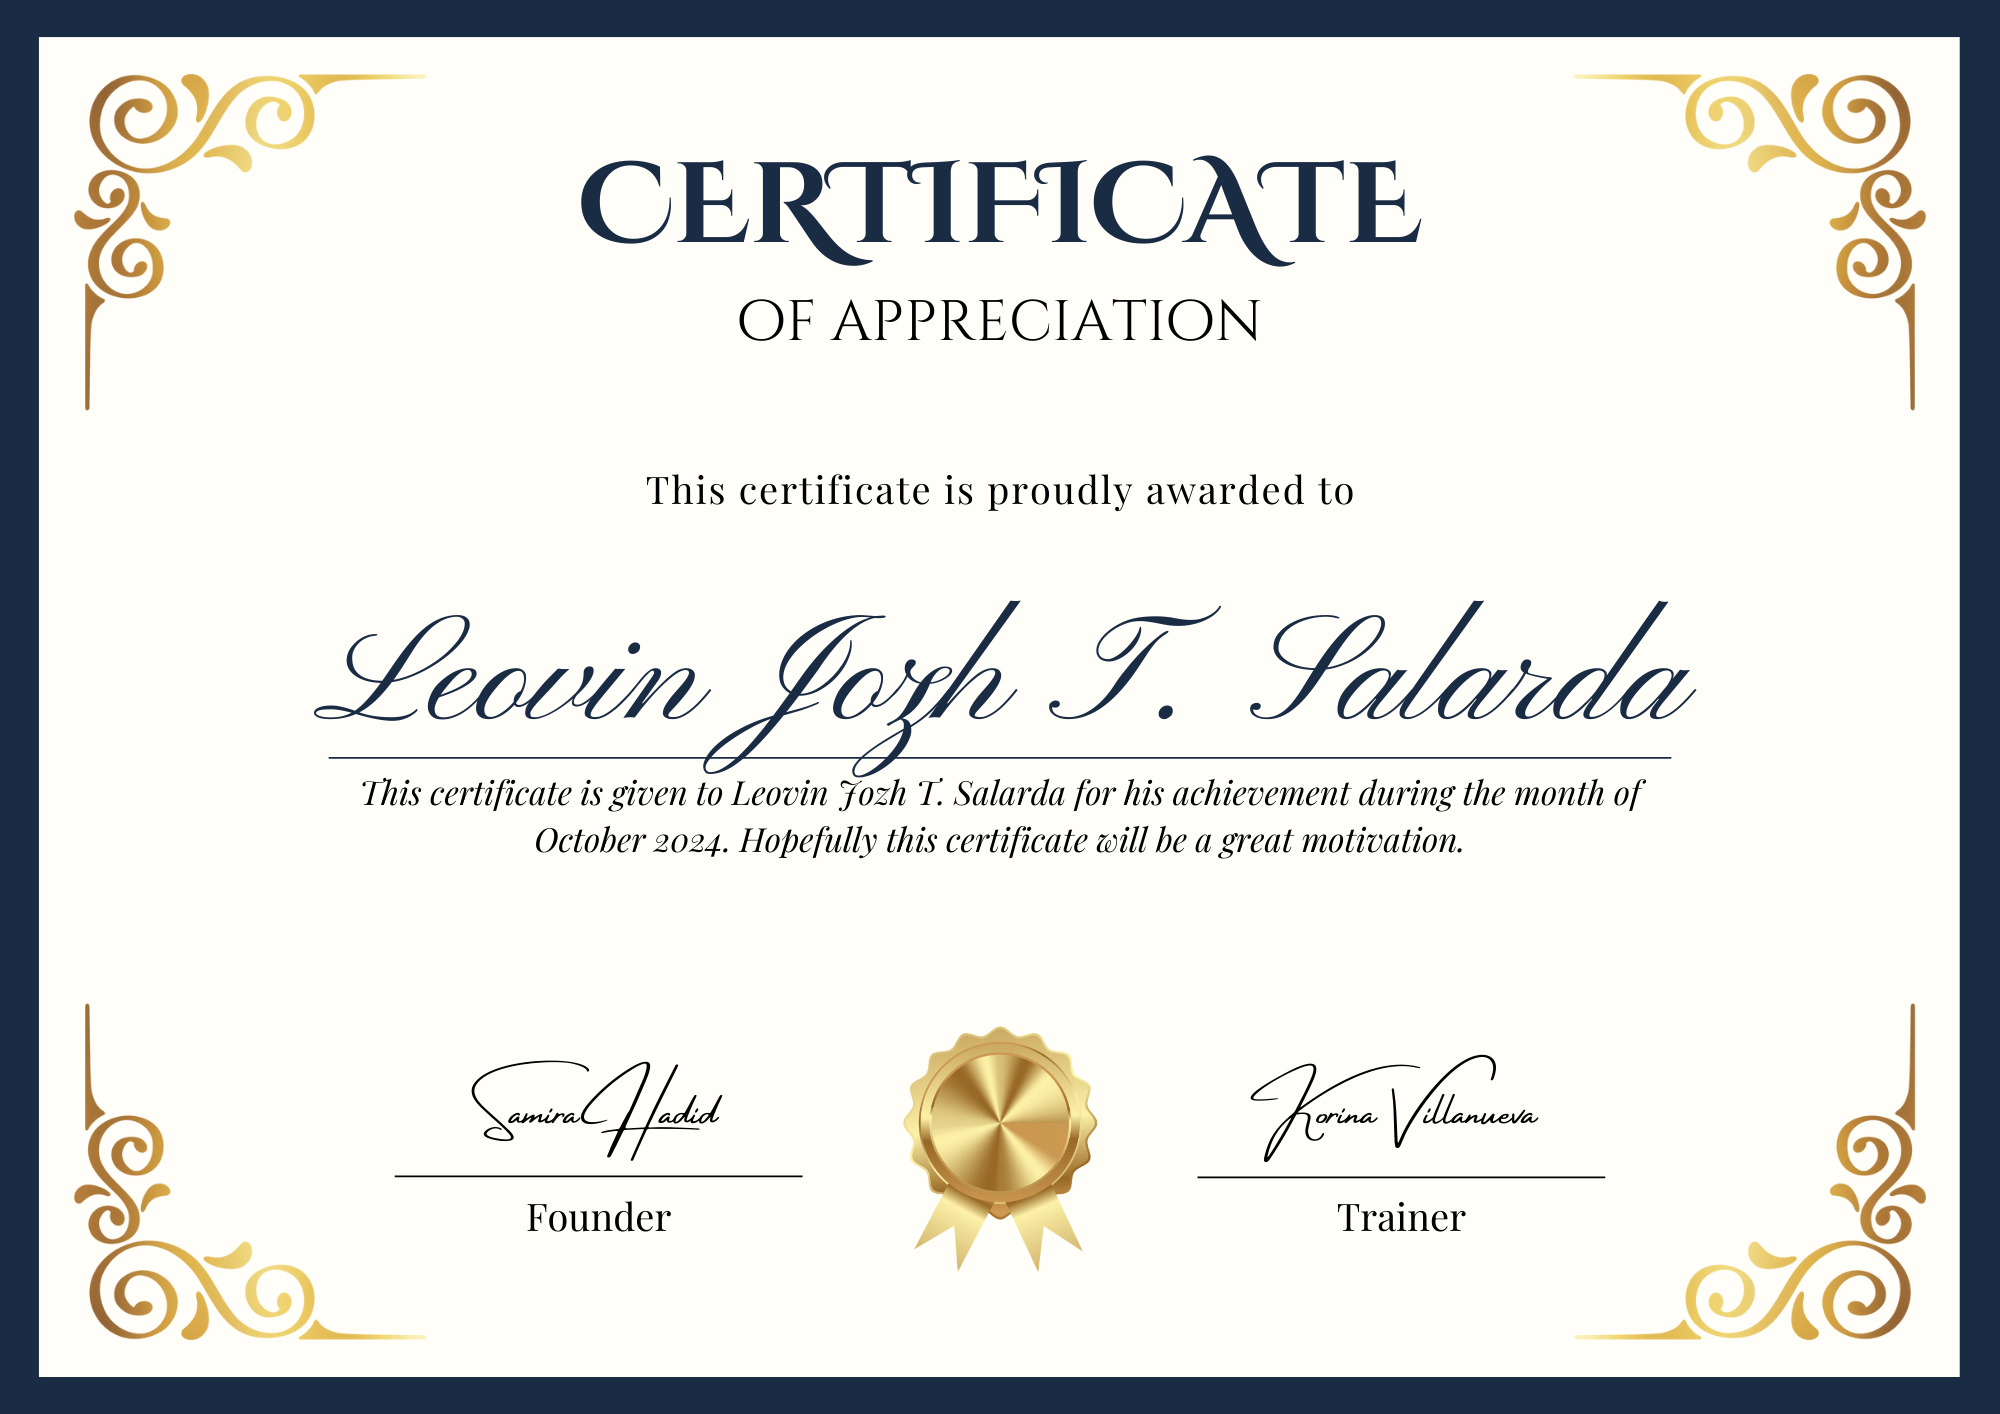 CERTIFICATE
OF APPRECIATION
This certificate is proudly awarded to
Leovin Jozh T. Salarda
This certificate is given to Leovin Jozh T. Salarda for his achievement during the month of
October 2024. Hopefully this certificate will be a great motivation.
Samira Hadid
Korina Villanueva
Founder
Trainer